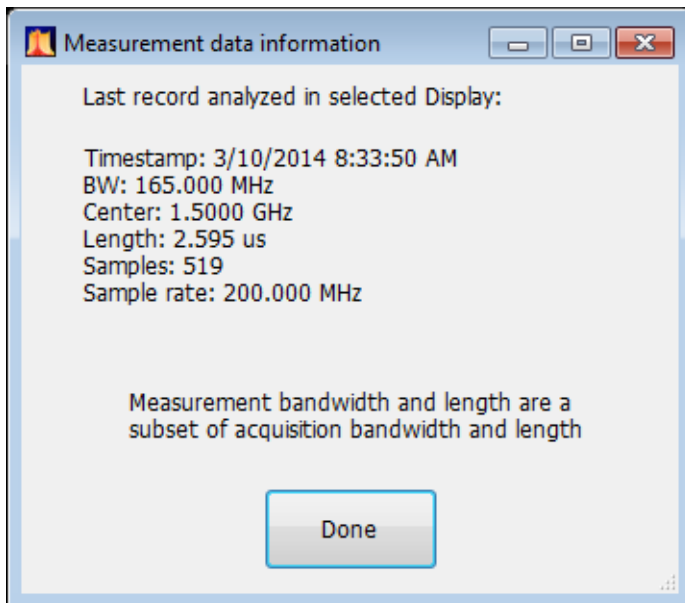 Measurement data information
Last record analyzed in selected Display:
Timestamp: 3/10/2014 8:33:50 AM
BW: 165.000 MHz
Center: 1.5000 GHz
Length: 2.595 us
Samples: 519
Sample rate: 200.000 MHz
Measurement bandwidth and length are a
subset of acquisition bandwidth and length
Done